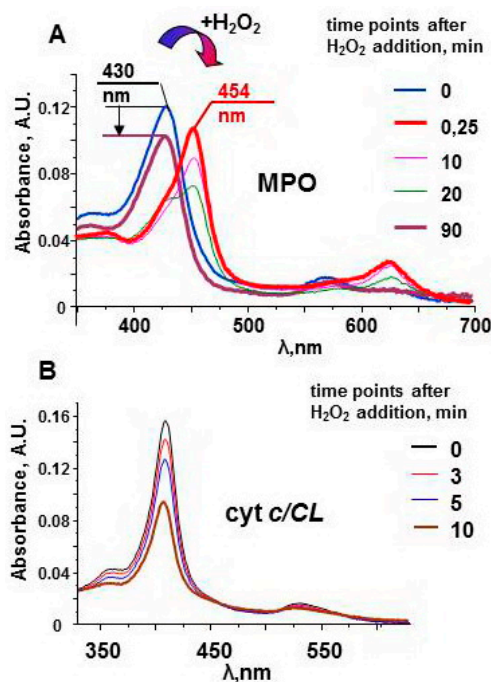 A
+H₂O₂
time points after
H₂O₂ addition, min
430
nm
454
nm
0
0,25
10
20
90
MPO
Absorbance, A.U.
0.12
0.08
0.04
0
400
500
600
700
λ,nm
B
time points after
H₂O₂ addition, min
0
3
5
10
cyt c/CL
Absorbance, A.U.
0.16
0.12
0.08
0.04
0
350
450
550
λ,nm